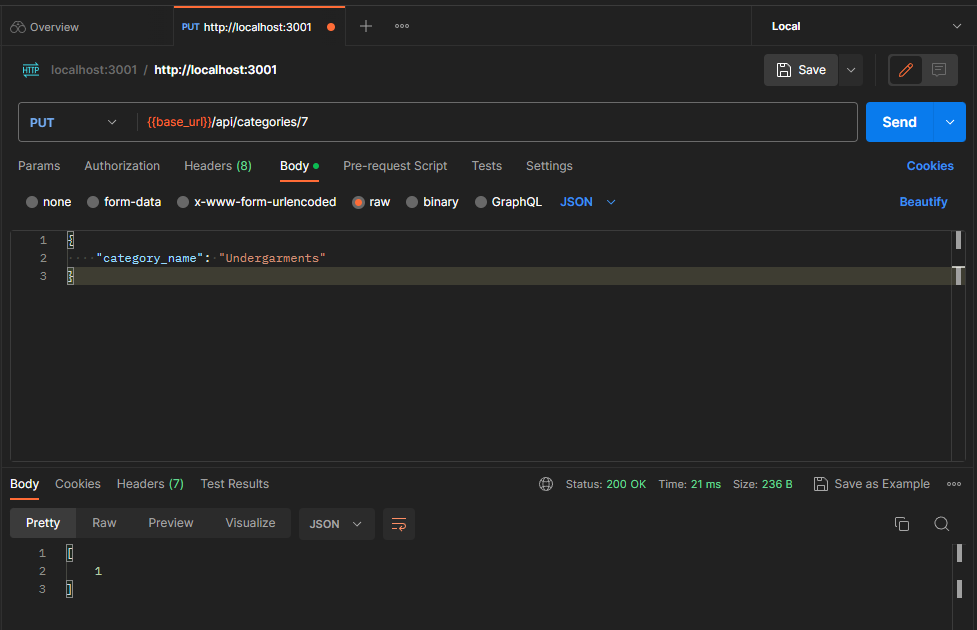 Overview
PUT http://localhost:3001
Local
HTTP localhost:3001 / http://localhost:3001
Save
PUT {{base_url}}/api/categories/7
Send
Params Authorization Headers (8) Body Pre-request Script Tests Settings Cookies
none form-data x-www-form-urlencoded raw binary GraphQL JSON Beautify
1 {
2 "category_name": "Undergarments"
3 }
Body Cookies Headers (7) Test Results Status: 200 OK Time: 21 ms Size: 236 B Save as Example
Pretty Raw Preview Visualize JSON
1 [
2 1
3 ]